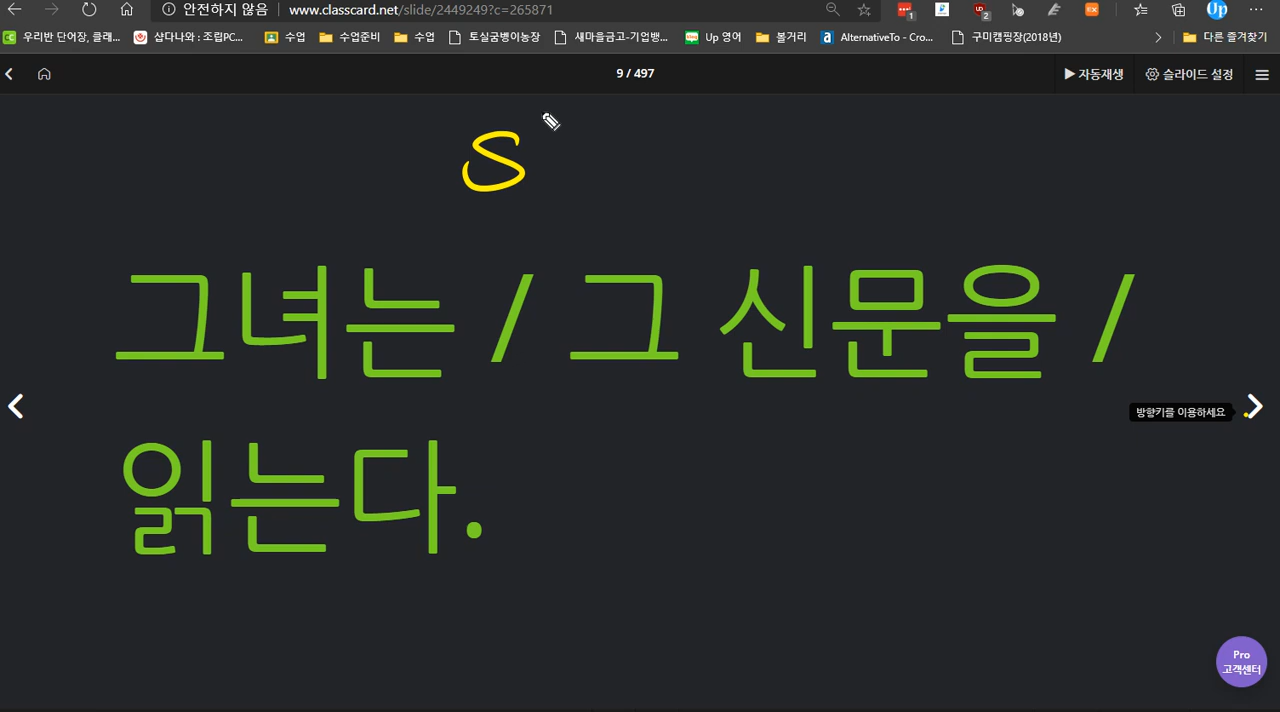 안전하지 않음 www.classcard.net/slide/2449249?c=265871
우리반 단어장, 클래... 샵다나와 : 조립PC... 수업 수업준비 수업 토실굼벵이농장 새마을금고-기업뱅... Up 영어 볼거리 AlternativeTo - Cro... 구미캠핑장(2018년) 다른 즐겨찾기
9 / 497 자동재생 슬라이드 설정
S
그녀는 / 그 신문을 /
방향키를 이용하세요
읽는다.
Pro
고객센터